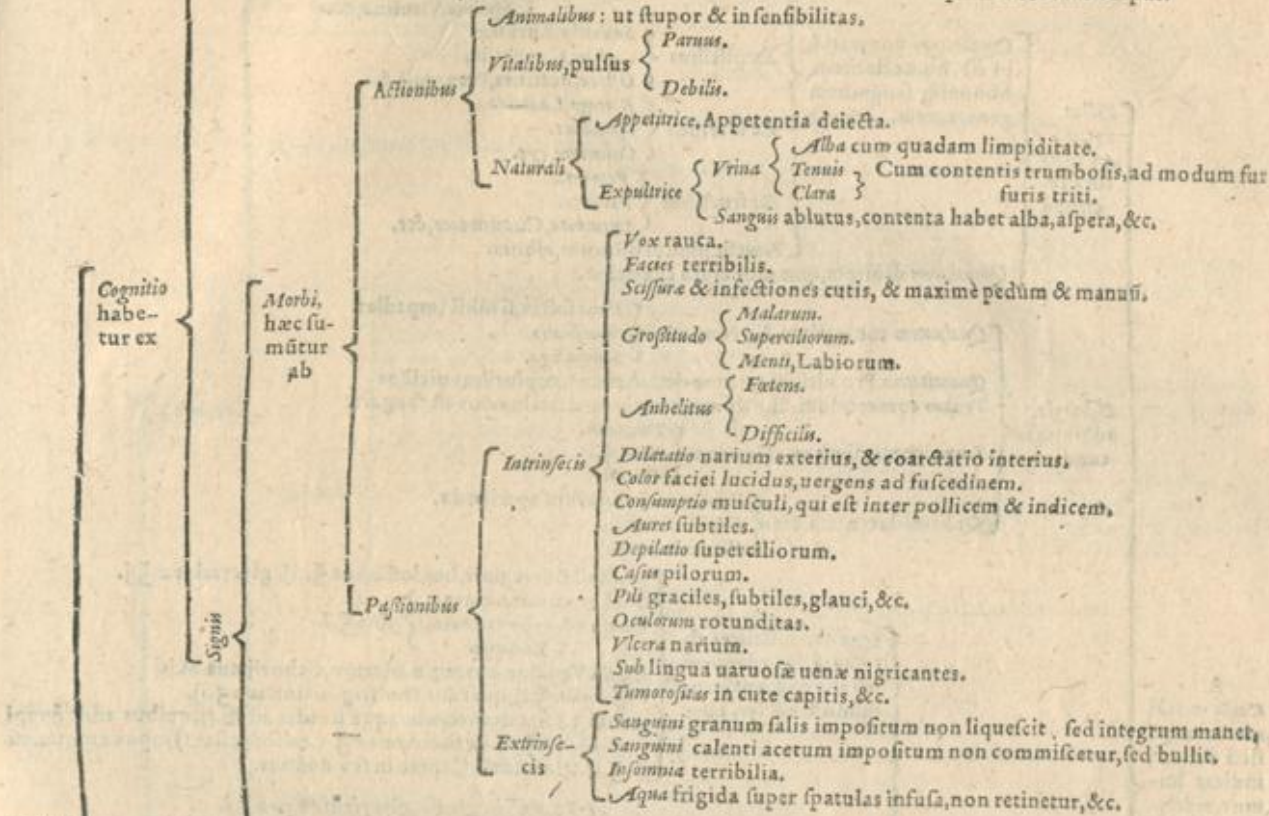 Animalibus: ut ſtupor & inſenſibilitas.
Vitalibus, pulſus
Paruus.
Debilis.
Actionibus
Appetitrice, Appetentia deiecta.
Naturali
Expultrice
Vrina
Alba cum quadam limpiditate.
Tenuis
Clara
Cum contentis trumboſis, ad modum fur
furis triti.
Sanguis ablutus, contenta habet alba, aſpera, &c.
Cognitio
habe-
tur ex
Signis
Morbi,
hæc ſu-
mūtur
ab
Paſſionibus
Intrinſecis
Vox rauca.
Facies terribilis.
Sciſſuræ & infectiones cutis, & maximè pedum & manuū.
Groſſitudo
Malarum.
Superciliorum.
Menti, Labiorum.
Anhelitus
Fœtens.
Difficilis.
Dilatatio narium exterius, & coarctatio interius.
Color faciei lucidus, uergens ad fuſcedinem.
Conſumptio muſculi, qui eſt inter pollicem & indicem.
Aures ſubtiles.
Depilatio ſuperciliorum.
Caſus pilorum.
Pili graciles, ſubtiles, glauci, &c.
Oculorum rotunditas.
Vlcera narium.
Sub lingua uaruoſæ uenæ nigricantes.
Tumoroſitas in cute capitis, &c.
Extrinſe-
cis
Sanguini granum ſalis impoſitum non liqueſcit, ſed integrum manet.
Sanguini calenti acetum impoſitum non commiſcetur, ſed bullit.
Inſomnia terribilia.
Aqua frigida ſuper ſpatulas infuſa, non retinetur, &c.